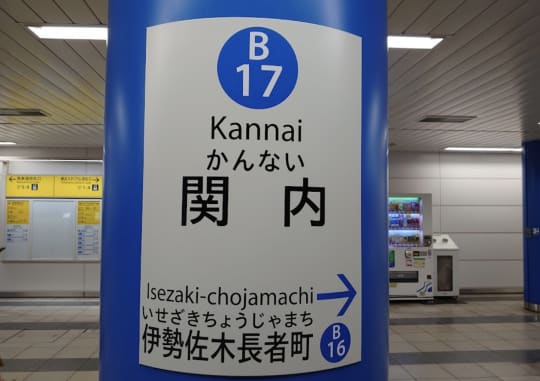 B
17
Kannai
かんない
関内
Isezaki-chojamachi
いせざきちょうじゃまち
伊勢佐木長者町
B
16